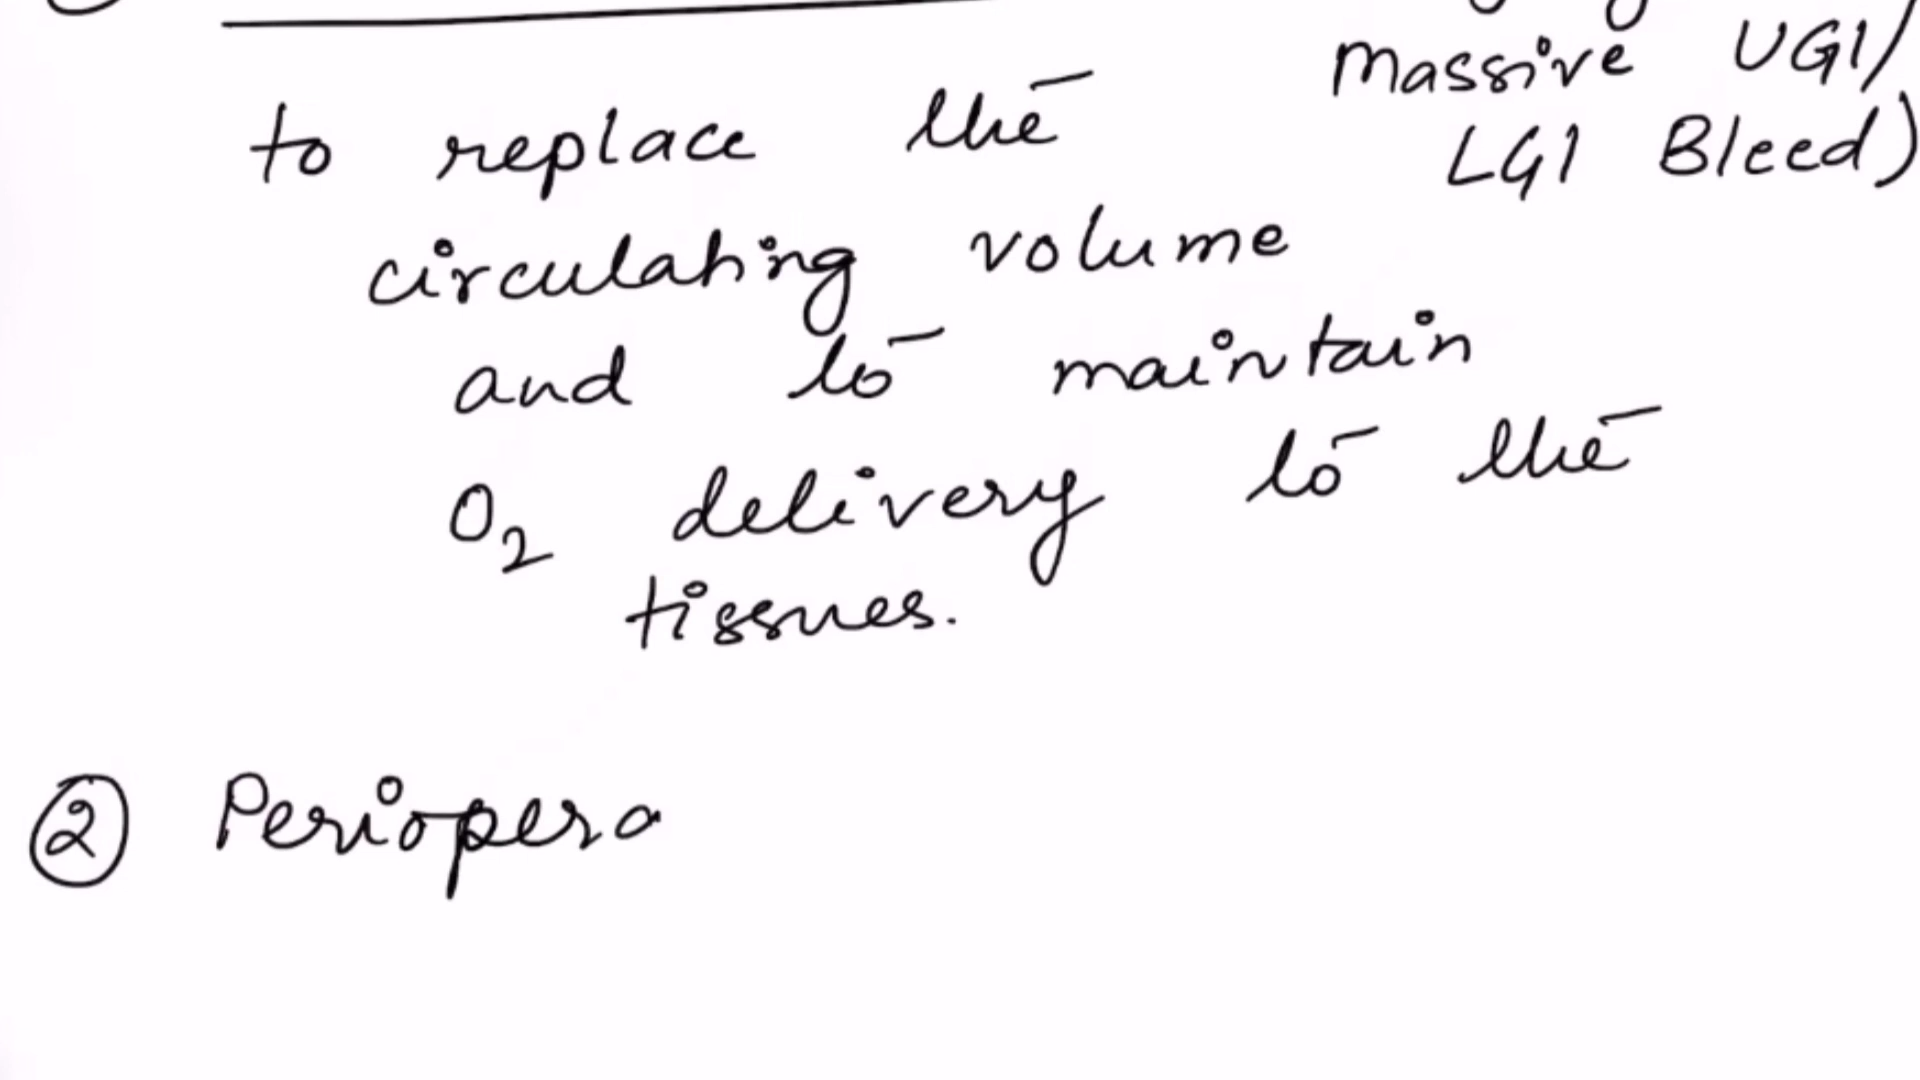 Massive UGI/
LGI Bleed)
to replace the
circulating volume
and to maintain
O₂ delivery to the
tissues.
② Periopera